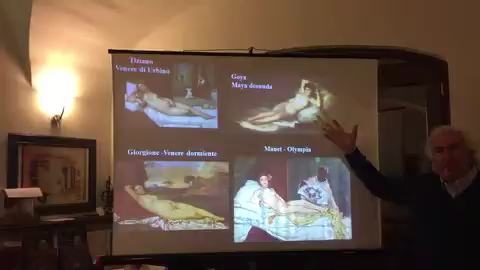 Tiziano
Venere di Urbino
Goya
Maya desnuda
Giorgione -Venere dormiente
Manet - Olympia